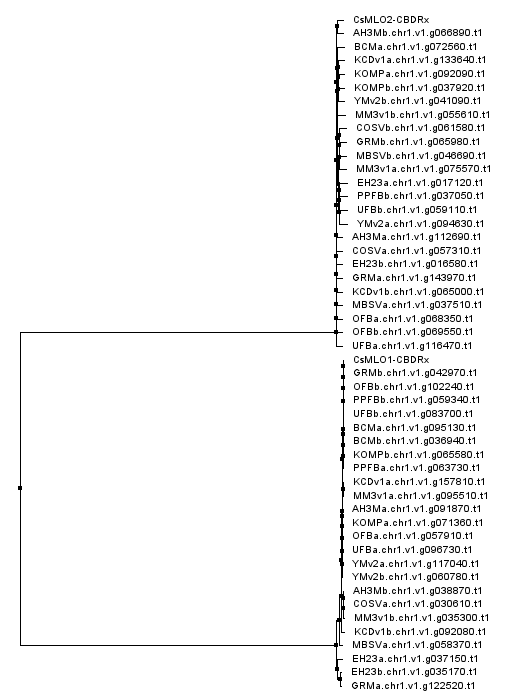 CsMLO2-CBDRx
AH3Mb.chr1.v1.g066890.t1
BCMa.chr1.v1.g072560.t1
KCDv1a.chr1.v1.g133640.t1
KOMPa.chr1.v1.g092090.t1
KOMPb.chr1.v1.g037920.t1
YMv2b.chr1.v1.g041090.t1
MM3v1b.chr1.v1.g055610.t1
COSVb.chr1.v1.g061580.t1
GRMb.chr1.v1.g065980.t1
MBSVb.chr1.v1.g046690.t1
MM3v1a.chr1.v1.g075570.t1
EH23a.chr1.v1.g017120.t1
PPFBb.chr1.v1.g037050.t1
UFBb.chr1.v1.g059110.t1
YMv2a.chr1.v1.g094630.t1
AH3Ma.chr1.v1.g112690.t1
COSVa.chr1.v1.g057310.t1
EH23b.chr1.v1.g016580.t1
GRMa.chr1.v1.g143970.t1
KCDv1b.chr1.v1.g065000.t1
MBSVa.chr1.v1.g037510.t1
OFBa.chr1.v1.g068350.t1
OFBb.chr1.v1.g069550.t1
UFBa.chr1.v1.g116470.t1
CsMLO1-CBDRx
GRMb.chr1.v1.g042970.t1
OFBb.chr1.v1.g102240.t1
PPFBb.chr1.v1.g059340.t1
UFBb.chr1.v1.g083700.t1
BCMa.chr1.v1.g095130.t1
BCMb.chr1.v1.g036940.t1
KOMPb.chr1.v1.g065580.t1
PPFBa.chr1.v1.g063730.t1
KCDv1a.chr1.v1.g157810.t1
MM3v1a.chr1.v1.g095510.t1
AH3Ma.chr1.v1.g091870.t1
KOMPa.chr1.v1.g071360.t1
OFBa.chr1.v1.g057910.t1
UFBa.chr1.v1.g096730.t1
YMv2a.chr1.v1.g117040.t1
YMv2b.chr1.v1.g060780.t1
AH3Mb.chr1.v1.g038870.t1
COSVa.chr1.v1.g030610.t1
MM3v1b.chr1.v1.g035300.t1
KCDv1b.chr1.v1.g092080.t1
MBSVa.chr1.v1.g058370.t1
EH23a.chr1.v1.g037150.t1
EH23b.chr1.v1.g035170.t1
GRMa.chr1.v1.g122520.t1